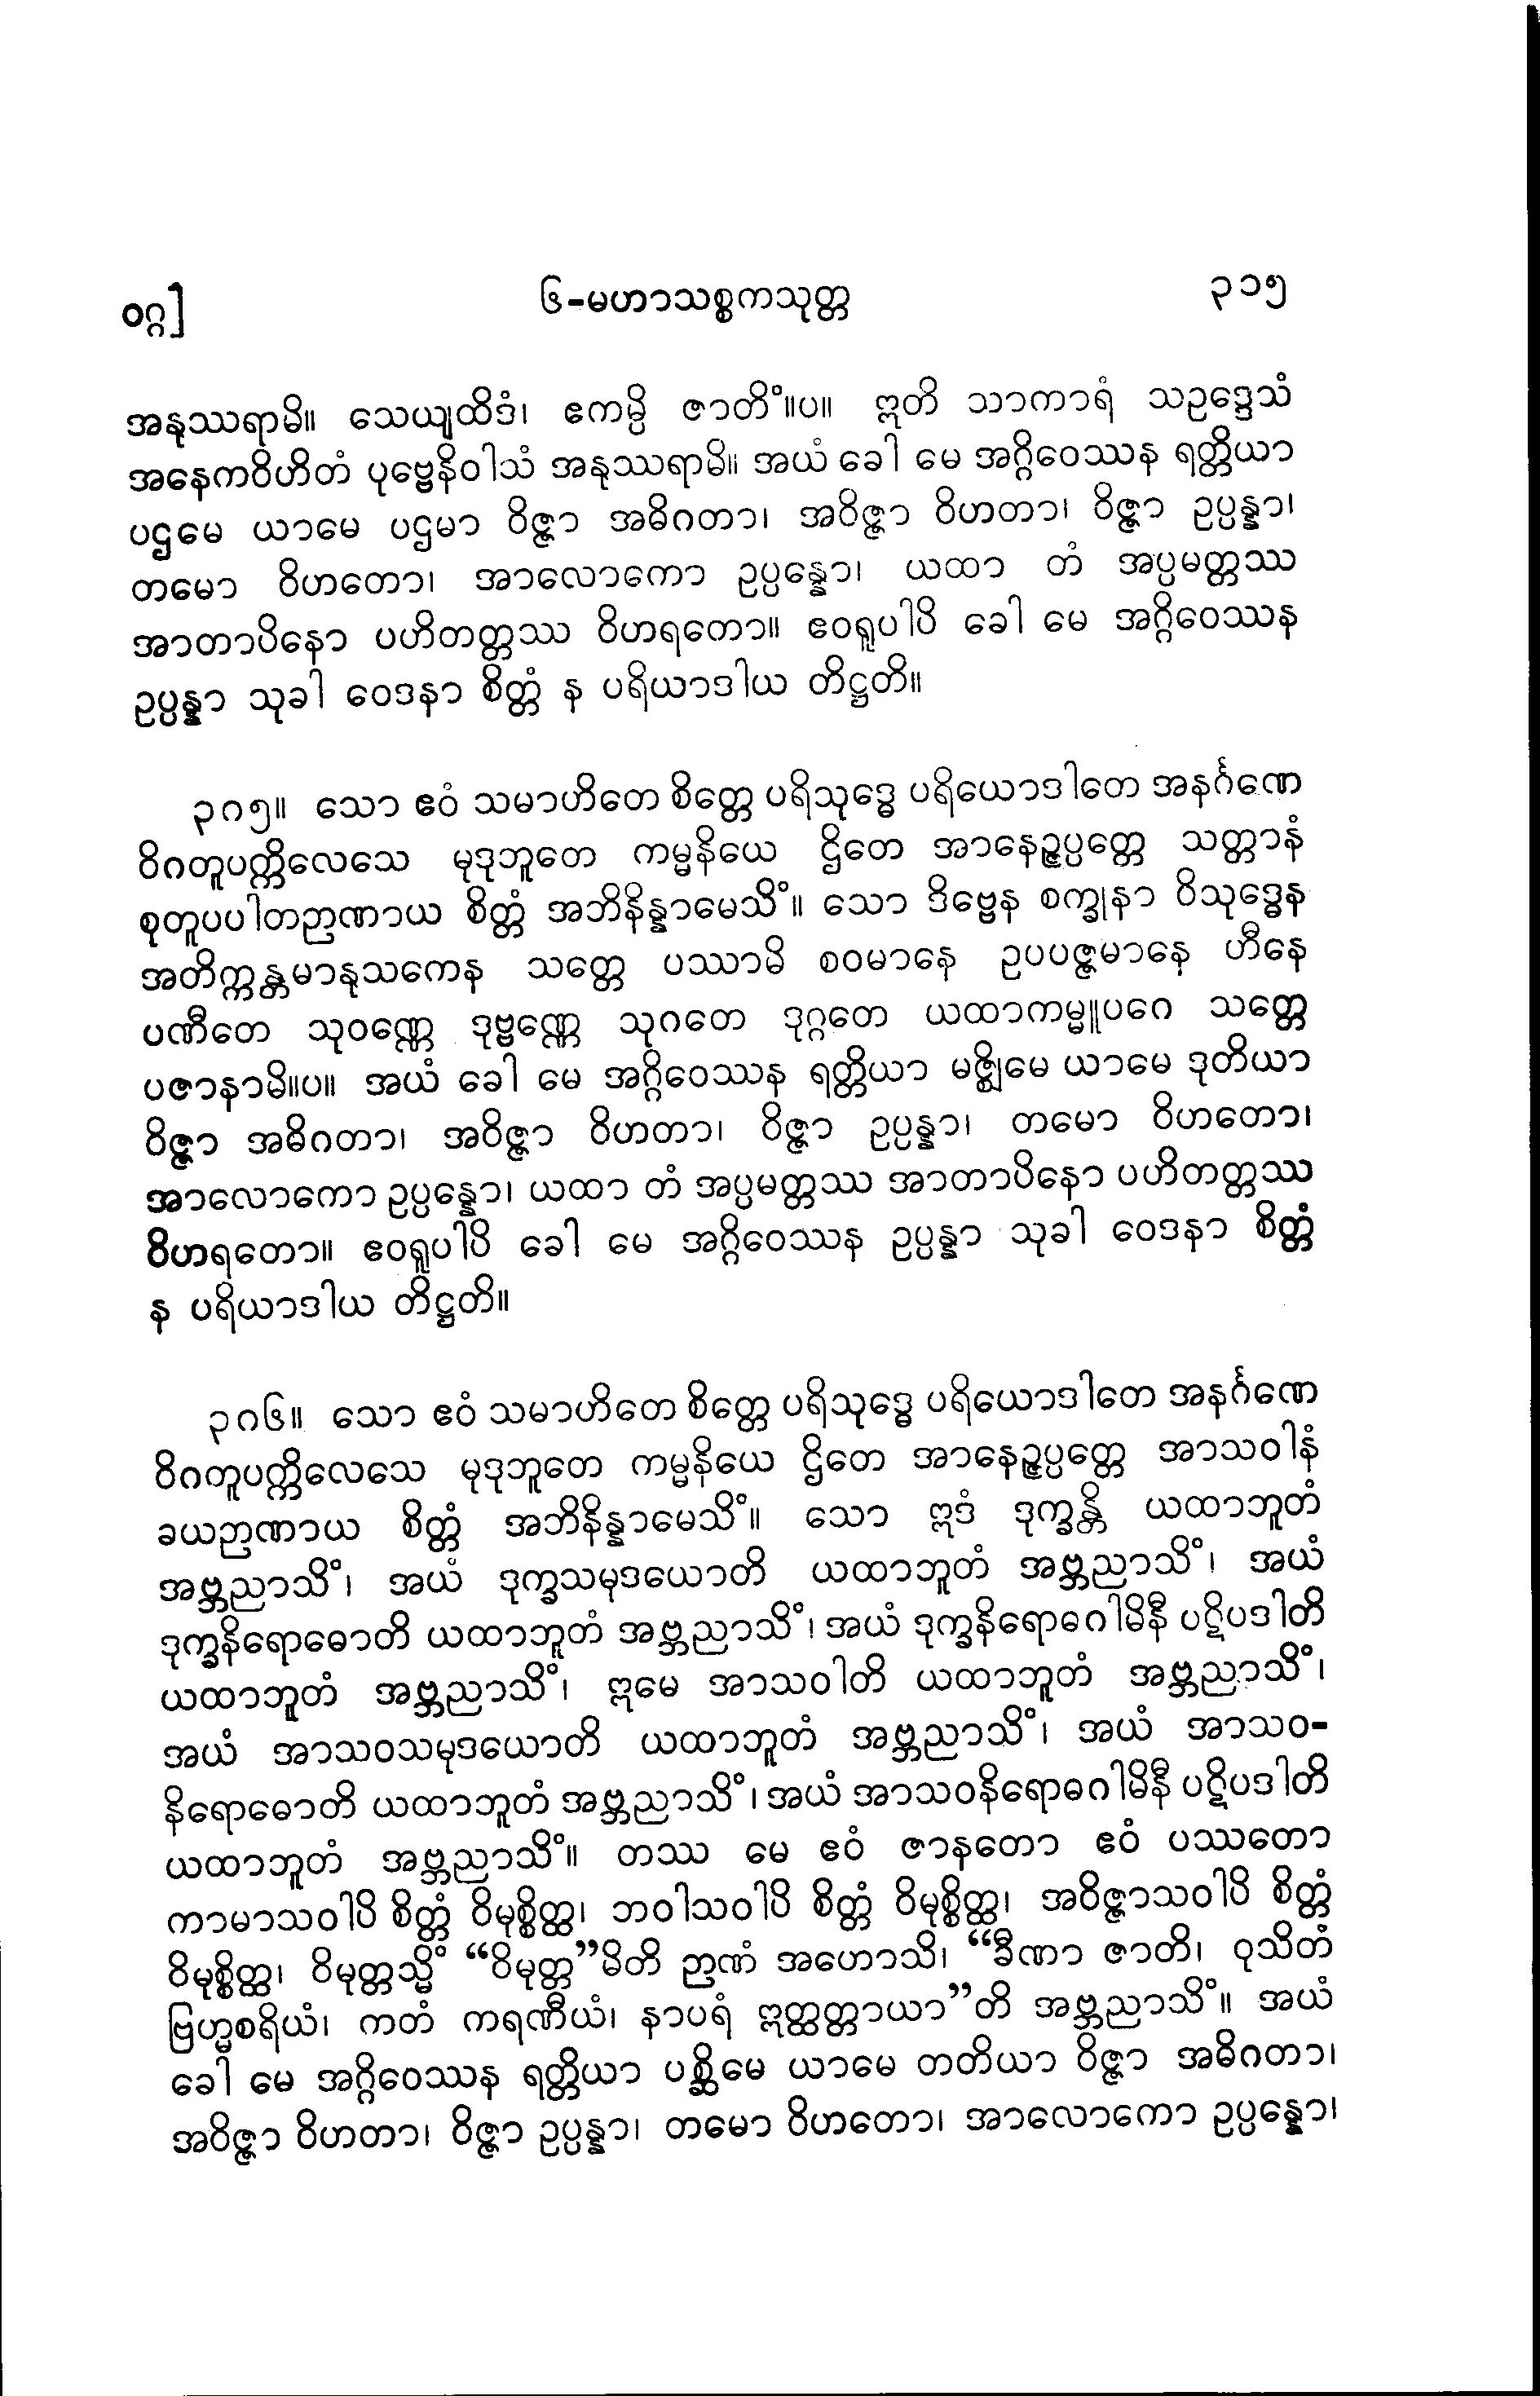 ဝဂ္ဂ]
၆-မဟာသစ္စကသုတ္တ
၃၁၅
အနုဿရာမိ။ သေယျထိဒံ၊ ဧကမ္ပိ ဇာတိံ။ပ။ ဣတိ သာကာရံ သဥဒ္ဒေသံ
အနေကဝိဟိတံ ပုဗ္ဗေနိဝါသံ အနုဿရာမိ။ အယံ ခေါ မေ အဂ္ဂိဝေဿန ရတ္တိယာ
ပဌမေ ယာမေ ပဌမာ ဝိဇ္ဇာ အဓိဂတာ၊ အဝိဇ္ဇာ ဝိဟတာ၊ ဝိဇ္ဇာ ဥပ္ပန္နာ၊
တမော ဝိဟတော၊ အာလောကော ဥပ္ပန္နော၊ ယထာ တံ အပ္ပမတ္တဿ
အာတာပိနော ပဟိတတ္တဿ ဝိဟရတော။ ဧဝရူပါပိ ခေါ မေ အဂ္ဂိဝေဿန
ဥပ္ပန္နာ သုခါ ဝေဒနာ စိတ္တံ န ပရိယာဒါယ တိဋ္ဌတိ။
၃၈၅။ သော ဧဝံ သမာဟိတေ စိတ္တေ ပရိသုဒ္ဓေ ပရိယောဒါတေ အနင်္ဂဏေ
ဝိဂတူပက္ကိလေသေ မုဒုဘူတေ ကမ္မနိယေ ဌိတေ အာနေဉ္ဇပ္ပတ္တေ သတ္တာနံ
စုတူပပါတဉာဏာယ စိတ္တံ အဘိနိန္နာမေသိံ။ သော ဒိဗ္ဗေန စက္ခုနာ ဝိသုဒ္ဓေန
အတိက္ကန္တမာနုသကေန သတ္တေ ပဿာမိ စဝမာနေ ဥပပဇ္ဇမာနေ ဟီနေ
ပဏီတေ သုဝဏ္ဏေ ဒုဗ္ဗဏ္ဏေ သုဂတေ ဒုဂ္ဂတေ ယထာကမ္မူပဂေ သတ္တေ
ပဇာနာမိ။ပ။ အယံ ခေါ မေ အဂ္ဂိဝေဿန ရတ္တိယာ မဇ္ဈိမေ ယာမေ ဒုတိယာ
ဝိဇ္ဇာ အဓိဂတာ၊ အဝိဇ္ဇာ ဝိဟတာ၊ ဝိဇ္ဇာ ဥပ္ပန္နာ၊ တမော ဝိဟတော၊
အာလောကော ဥပ္ပန္နော၊ ယထာ တံ အပ္ပမတ္တဿ အာတာပိနော ပဟိတတ္တဿ
ဝိဟရတော။ ဧဝရူပါပိ ခေါ မေ အဂ္ဂိဝေဿန ဥပ္ပန္နာ သုခါ ဝေဒနာ စိတ္တံ
န ပရိယာဒါယ တိဋ္ဌတိ။
၃၈၆။ သော ဧဝံ သမာဟိတေ စိတ္တေ ပရိသုဒ္ဓေ ပရိယောဒါတေ အနင်္ဂဏေ
ဝိဂတူပက္ကိလေသေ မုဒုဘူတေ ကမ္မနိယေ ဌိတေ အာနေဉ္ဇပ္ပတ္တေ အာသဝါနံ
ခယဉာဏာယ စိတ္တံ အဘိနိန္နာမေသိံ။ သော ဣဒံ ဒုက္ခန္တိ ယထာဘူတံ
အဗ္ဘညာသိံ၊ အယံ ဒုက္ခသမုဒယောတိ ယထာဘူတံ အဗ္ဘညာသိံ၊ အယံ
ဒုက္ခနိရောဓောတိ ယထာဘူတံ အဗ္ဘညာသိံ၊ အယံ ဒုက္ခနိရောဓဂါမိနီ ပဋိပဒါတိ
ယထာဘူတံ အဗ္ဘညာသိံ၊ ဣမေ အာသဝါတိ ယထာဘူတံ အဗ္ဘညာသိံ၊
အယံ အာသဝသမုဒယောတိ ယထာဘူတံ အဗ္ဘညာသိံ၊ အယံ အာသဝ-
နိရောဓောတိ ယထာဘူတံ အဗ္ဘညာသိံ၊ အယံ အာသဝနိရောဓဂါမိနီ ပဋိပဒါတိ
ယထာဘူတံ အဗ္ဘညာသိံ။ တဿ မေ ဧဝံ ဇာနတော ဧဝံ ပဿတော
ကာမာသဝါပိ စိတ္တံ ဝိမုစ္စိတ္ထ၊ ဘဝါသဝါပိ စိတ္တံ ဝိမုစ္စိတ္ထ၊ အဝိဇ္ဇာသဝါပိ စိတ္တံ
ဝိမုစ္စိတ္ထ၊ ဝိမုတ္တသ္မိံ “ဝိမုတ္တ”မိတိ ဉာဏံ အဟောသိ၊ “ခီဏာ ဇာတိ၊ ဝုသိတံ
ဗြဟ္မစရိယံ၊ ကတံ ကရဏီယံ၊ နာပရံ ဣတ္ထတ္တာယာ”တိ အဗ္ဘညာသိံ။ အယံ
ခေါ မေ အဂ္ဂိဝေဿန ရတ္တိယာ ပစ္ဆိမေ ယာမေ တတိယာ ဝိဇ္ဇာ အဓိဂတာ၊
အဝိဇ္ဇာ ဝိဟတာ၊ ဝိဇ္ဇာ ဥပ္ပန္နာ၊ တမော ဝိဟတော၊ အာလောကော ဥပ္ပန္နော၊